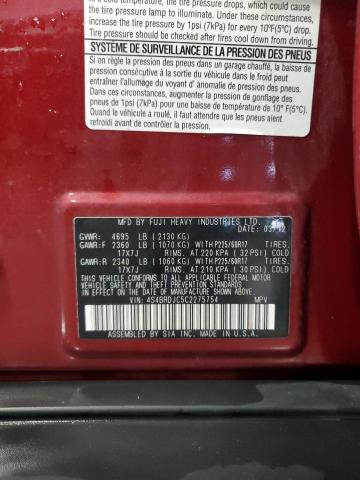 to a cold temperature, the tire pressure drops, which could cause
the tire pressure lamp to illuminate. Under these circumstances,
increase the tire pressure by 1psi (7kPa) for every 10°F(5°C) drop.
Tire pressure should be checked after cool down from driving.
SYSTÈME DE SURVEILLANCE DE LA PRESSION DES PNEUS
Si on règle la pression des pneus dans un garage chauffé, la baisse de
pression consécutive à la sortie du véhicule dans le froid peut
entraîner l'allumage du voyant d'avertissement de basse pression.
Dans ces circonstances, augmenter la pression de gonflage des
pneus de 1psi (7kPa) pour une baisse de température de 10° F(5°C).
Quand le véhicule a roulé, il faut que les pneus aient refroidi
avant d'en contrôler la pression.
MFD BY FUJI HEAVY INDUSTRIES LTD.
DATE: 03/12
GVWR: 4695 LB (2130 KG)
GAWR:F 2360 LB (1070 KG) WITH P225/60R17 TIRES.
17X7J RIMS. AT 220 KPA (32 PSI) COLD
GAWR:R 2340 LB (1060 KG) WITH P225/60R17 TIRES.
17X7J RIMS. AT 210 KPA (30 PSI) COLD
THIS VEHICLE CONFORMS TO ALL APPLICABLE FEDERAL MOTOR VEHICLE
SAFETY AND THEFT PREVENTION STANDARDS IN
EFFECT ON THE DATE OF MANUFACTURE SHOWN ABOVE.
VIN : 4S4BRDJC5C2275754 MPV
ASSEMBLED BY SIA INC. MADE IN U.S.A.